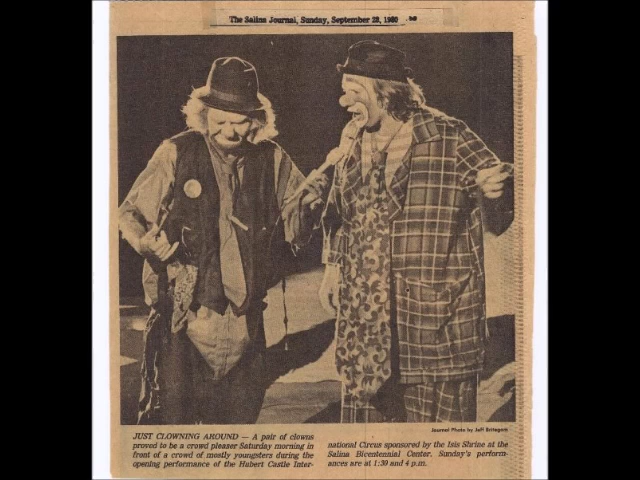 The Salina Journal, Sunday, September 28, 1980
Journal Photo by Jeff Brittegem
JUST CLOWNING AROUND — A pair of clowns
proved to be a crowd pleaser Saturday morning in
front of a crowd of mostly youngsters during the
opening performance of the Hubert Castle Inter-
national Circus sponsored by the Isis Shrine at the
Salina Bicentennial Center. Sunday's perform-
ances are at 1:30 and 4 p.m.